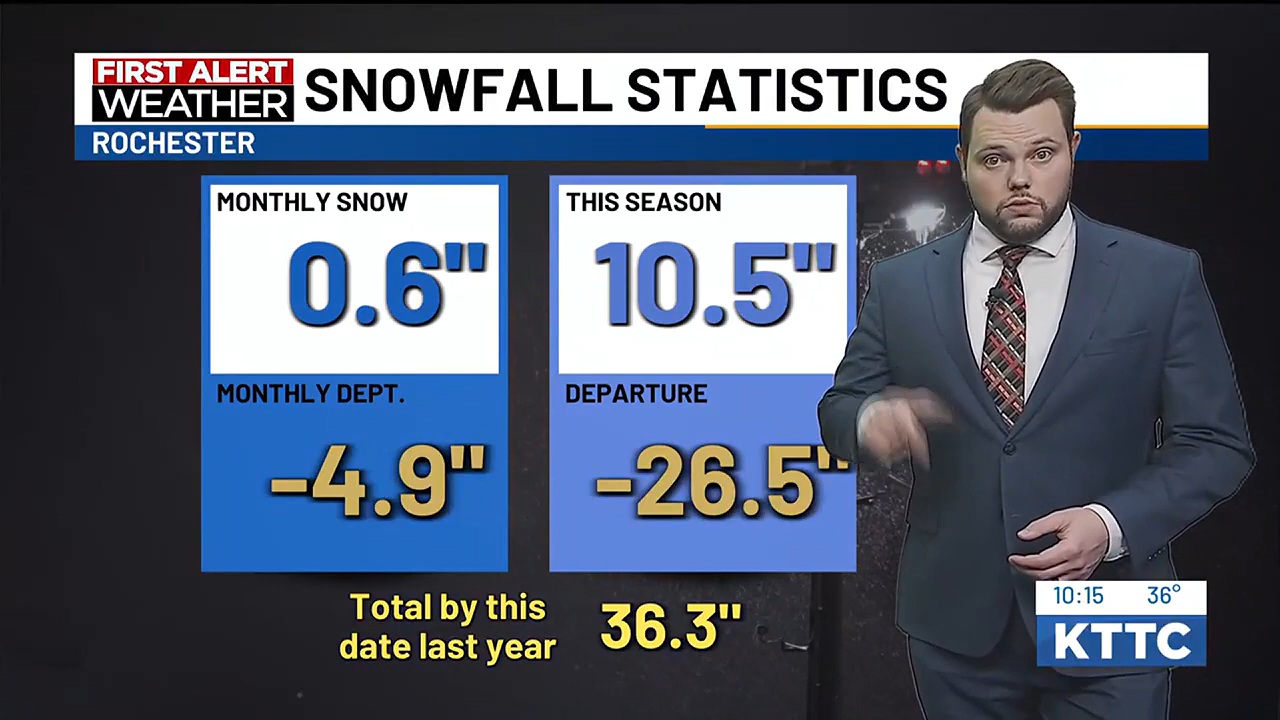 FIRST ALERT
WEATHER
SNOWFALL STATISTICS
ROCHESTER
MONTHLY SNOW
0.6"
MONTHLY DEPT.
-4.9"
THIS SEASON
10.5"
DEPARTURE
-26.5"
Total by this
date last year
36.3"
10:15 36°
KTTC